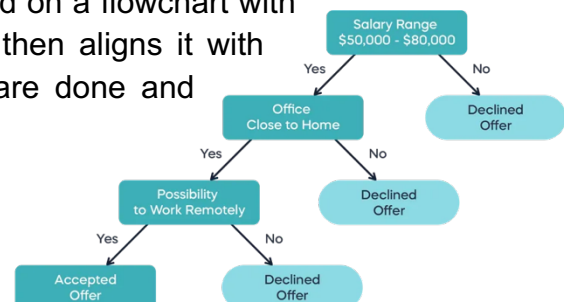 d on a flowchart with
then aligns it with
are done and
Salary Range
$50,000 - $80,000
Yes
No
Office
Close to Home
Declined
Offer
Yes
No
Possibility
to Work Remotely
Declined
Offer
Yes
No
Accepted
Offer
Declined
Offer